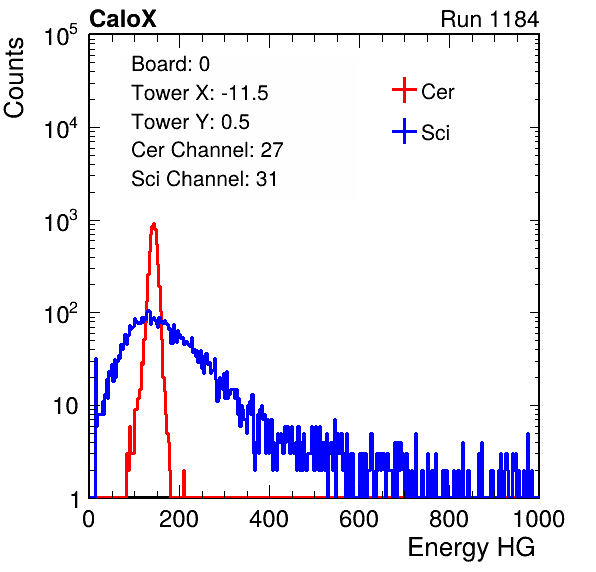 CaloX Run 1184
Counts
10^5
10^4
10^3
10^2
10
1
Board: 0
Tower X: -11.5
Tower Y: 0.5
Cer Channel: 27
Sci Channel: 31
Cer
Sci
0 200 400 600 800 1000
Energy HG